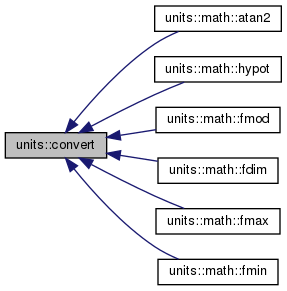 units::math::atan2
units::math::hypot
units::math::fmod
units::convert
units::math::fdim
units::math::fmax
units::math::fmin